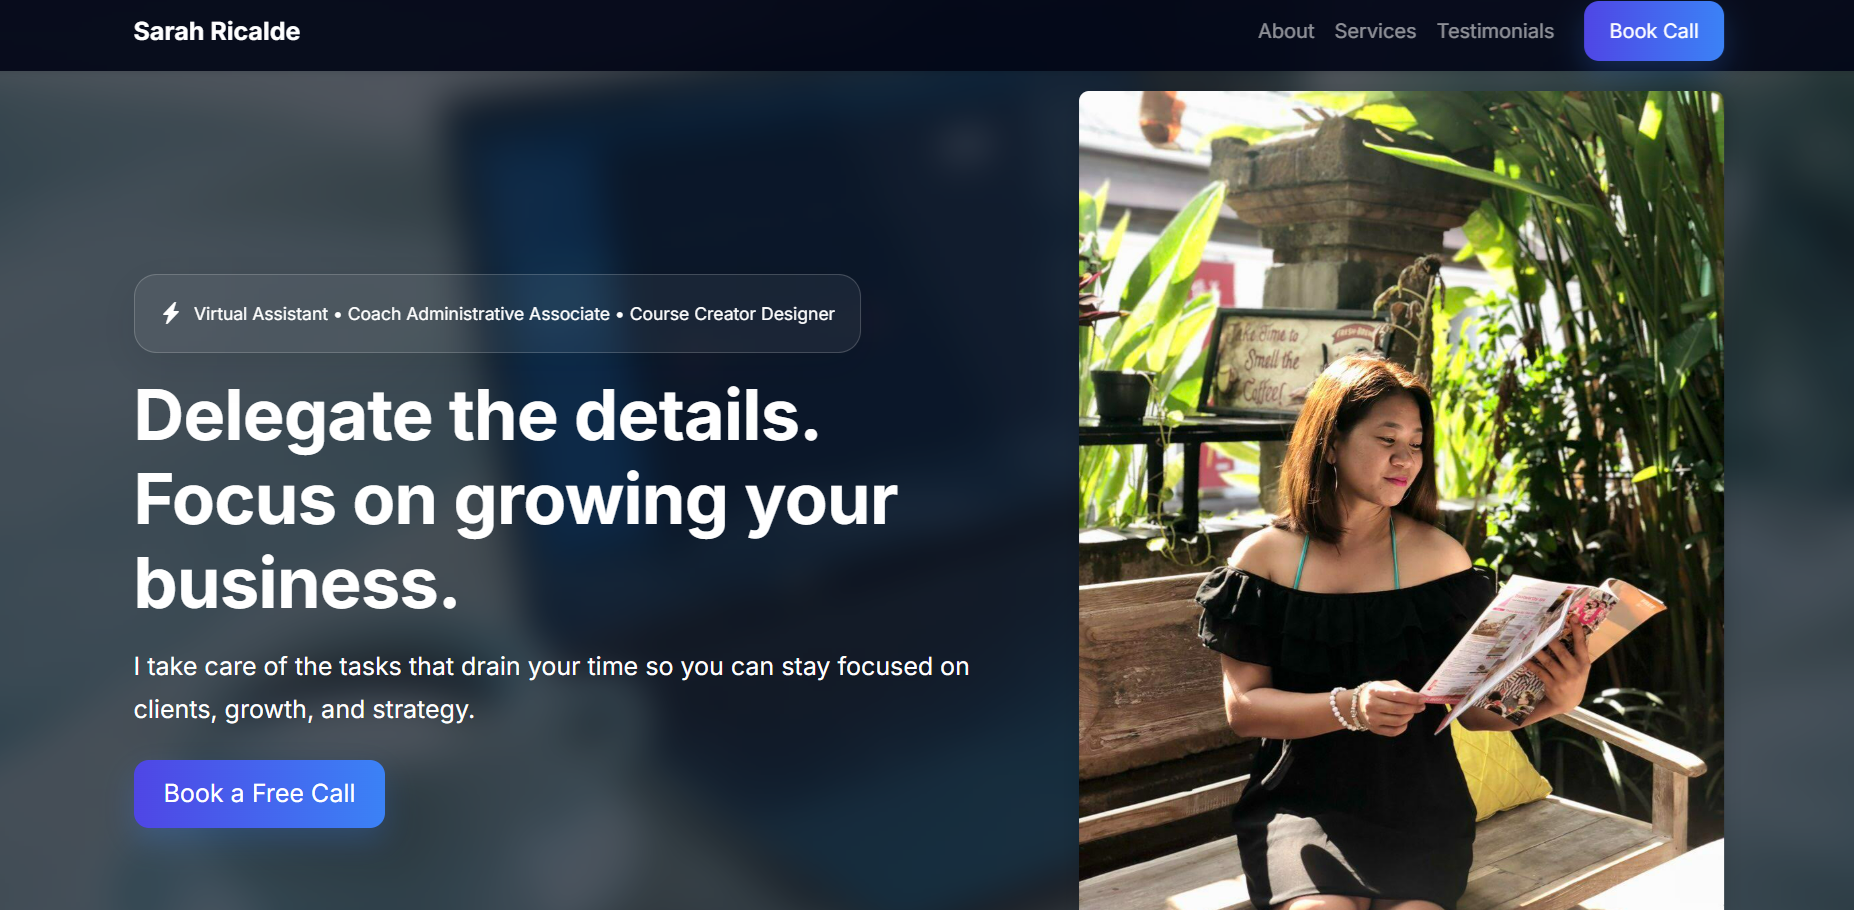 Sarah Ricalde
About Services Testimonials Book Call
Virtual Assistant • Coach Administrative Associate • Course Creator Designer
Delegate the details.
Focus on growing your
business.
I take care of the tasks that drain your time so you can stay focused on
clients, growth, and strategy.
Book a Free Call
Take Time to
Smell the
Coffee!